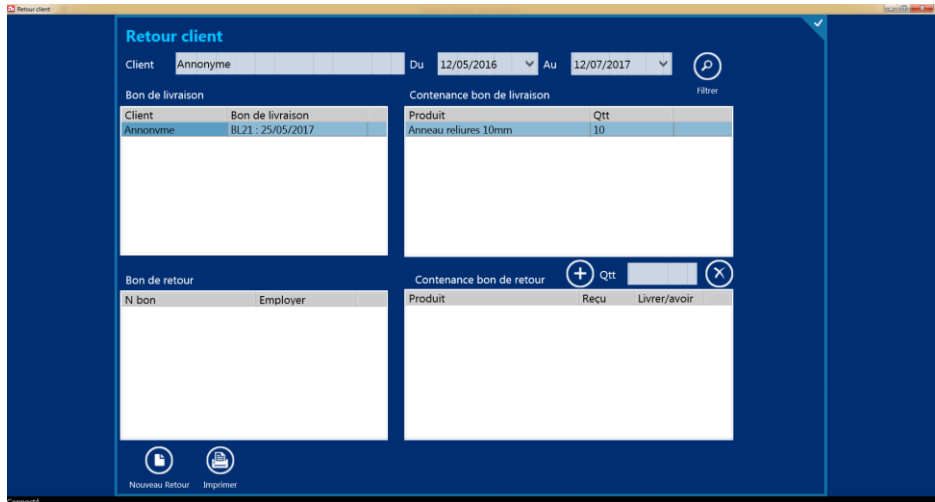 Retour client
Retour client
Client Annonyme Du 12/05/2016 Au 12/07/2017
Filtrer
Bon de livraison Contenance bon de livraison
Client Bon de livraison Produit Qtt
Annonyme BL21 : 25/05/2017 Anneau reliures 10mm 10
Bon de retour Contenance bon de retour Qtt
N bon Employer Produit Reçu Livrer/avoir
Nouveau Retour Imprimer
Connecté